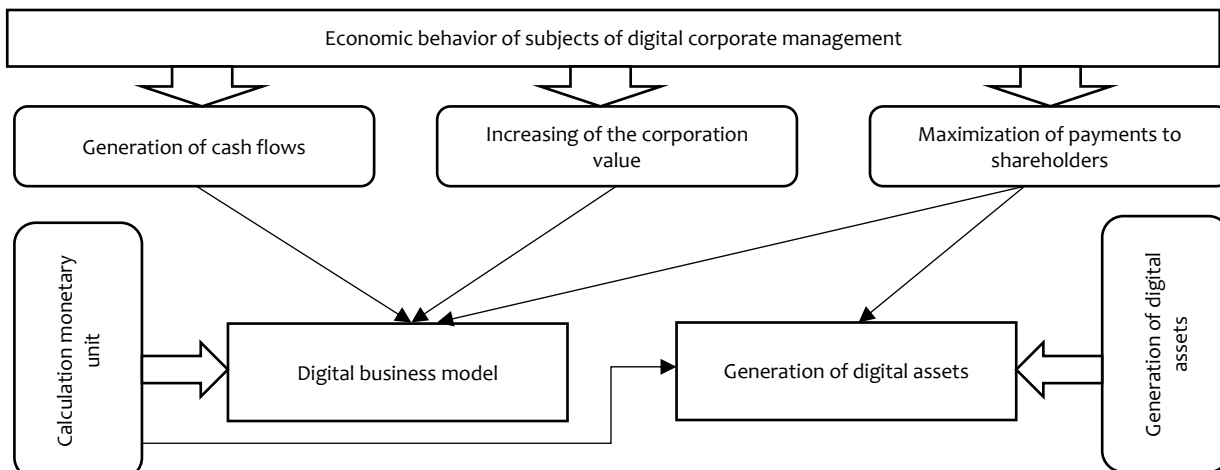 Economic behavior of subjects of digital corporate management
Generation of cash flows
Increasing of the corporation
value
Maximization of payments to
shareholders
Calculation monetary
unit
Digital business model
Generation of digital assets
Generation of digital
assets